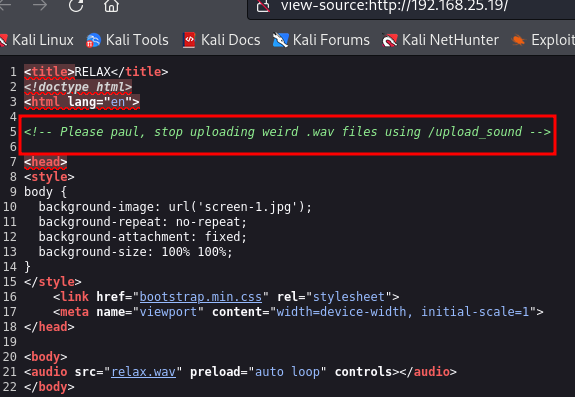 view-source:http://192.168.25.19/
Kali Linux Kali Tools Kali Docs Kali Forums Kali NetHunter Exploit
1 <title>RELAX</title>
2 <!doctype html>
3 <html lang="en">
4
5 <!-- Please paul, stop uploading weird .wav files using /upload_sound -->
6
7 <head>
8 <style>
9 body {
10   background-image: url('screen-1.jpg');
11   background-repeat: no-repeat;
12   background-attachment: fixed;
13   background-size: 100% 100%;
14 }
15 </style>
16     <link href="bootstrap.min.css" rel="stylesheet">
17     <meta name="viewport" content="width=device-width, initial-scale=1">
18 </head>
19
20 <body>
21 <audio src="relax.wav" preload="auto loop" controls></audio>
22 </body>